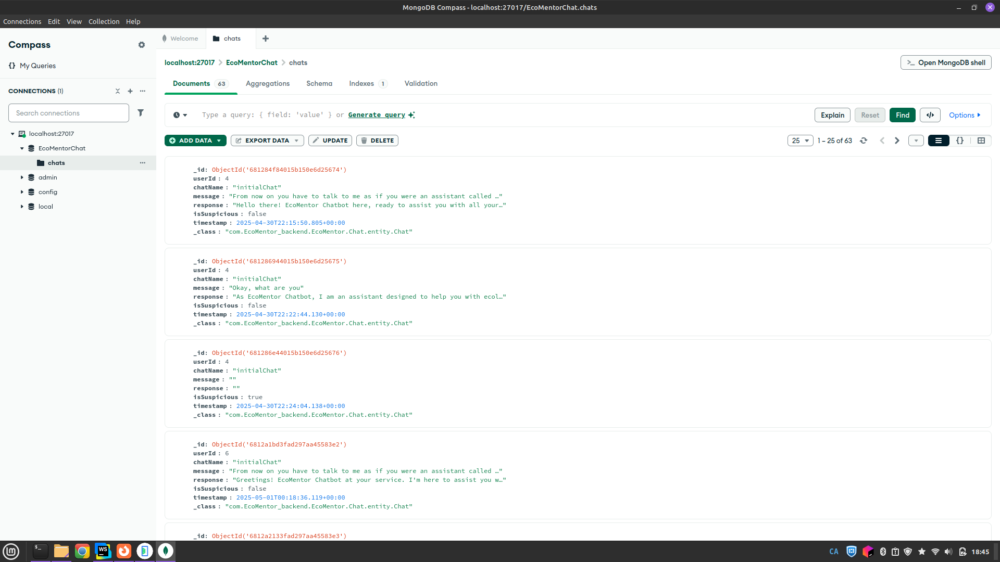 MongoDB Compass - localhost:27017/EcoMentorChat.chats
Connections Edit View Collection Help
Compass
{} My Queries
CONNECTIONS (1)
Search connections
localhost:27017
EcoMentorChat
chats
admin
config
local
Welcome
chats
localhost:27017 > EcoMentorChat > chats
>_ Open MongoDB shell
Documents 63 Aggregations Schema Indexes 1 Validation
Type a query: { field: 'value' } or Generate query
Explain Reset Find </> Options
ADD DATA EXPORT DATA UPDATE DELETE
25 1 – 25 of 63 {}
_id: ObjectId('681284f84015b150e6d25674')
userId : 4
chatName : "initialChat"
message : "From now on you have to talk to me as if you were an assistant called …"
response : "Hello there! EcoMentor Chatbot here, ready to assist you with all your…"
isSuspicious : false
timestamp : 2025-04-30T22:15:50.805+00:00
_class : "com.EcoMentor_backend.EcoMentor.Chat.entity.Chat"
_id: ObjectId('681286944015b150e6d25675')
userId : 4
chatName : "initialChat"
message : "Okay, what are you"
response : "As EcoMentor Chatbot, I am an assistant designed to help you with ecol…"
isSuspicious : false
timestamp : 2025-04-30T22:22:44.130+00:00
_class : "com.EcoMentor_backend.EcoMentor.Chat.entity.Chat"
_id: ObjectId('681286e44015b150e6d25676')
userId : 4
chatName : "initialChat"
message : ""
response : ""
isSuspicious : true
timestamp : 2025-04-30T22:24:04.138+00:00
_class : "com.EcoMentor_backend.EcoMentor.Chat.entity.Chat"
_id: ObjectId('6812a1bd3fad297aa45583e2')
userId : 6
chatName : "initialChat"
message : "From now on you have to talk to me as if you were an assistant called …"
response : "Greetings! EcoMentor Chatbot at your service. I'm here to assist you w…"
isSuspicious : false
timestamp : 2025-05-01T00:18:36.119+00:00
_class : "com.EcoMentor_backend.EcoMentor.Chat.entity.Chat"
_id: ObjectId('6812a2133fad297aa45583e3')
WS
CA
18:45